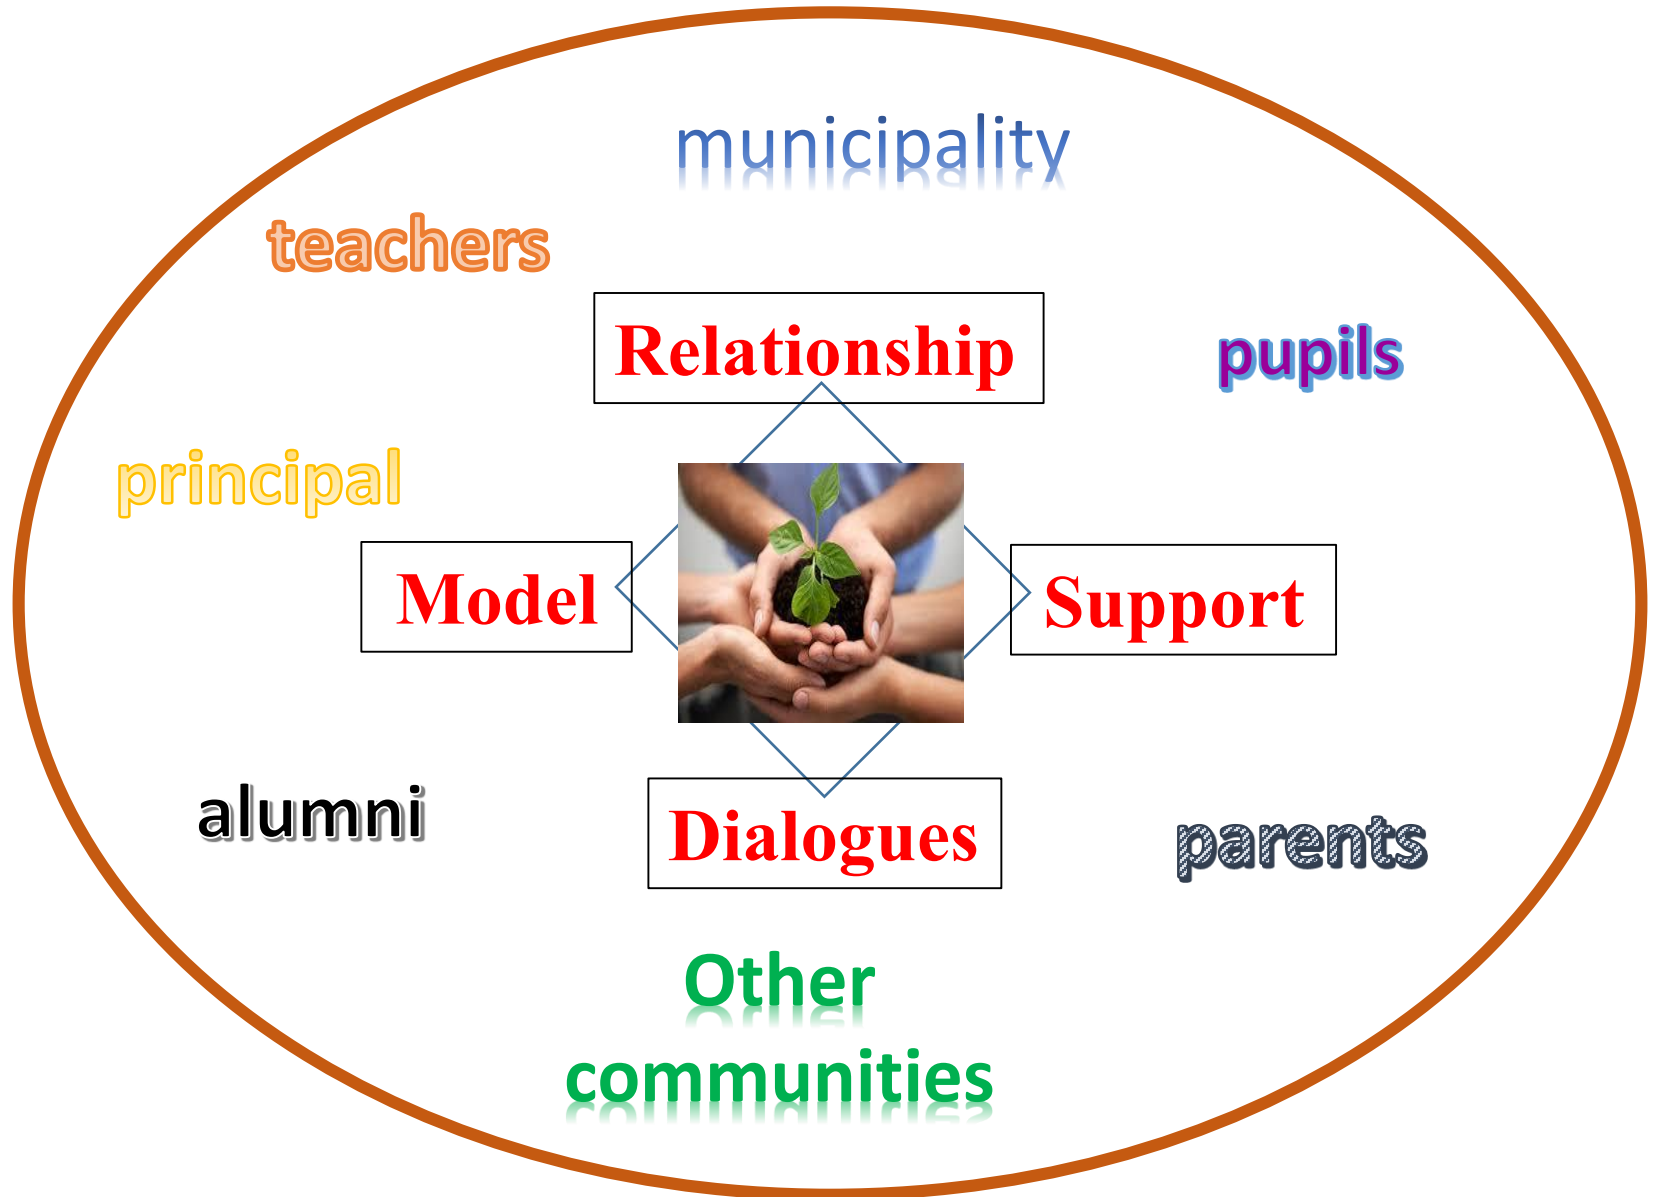 municipality
teachers
Relationship
pupils
principal
Model
Support
alumni
Dialogues
parents
Other
communities